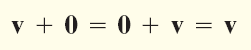 v + 0 = 0 + v = v